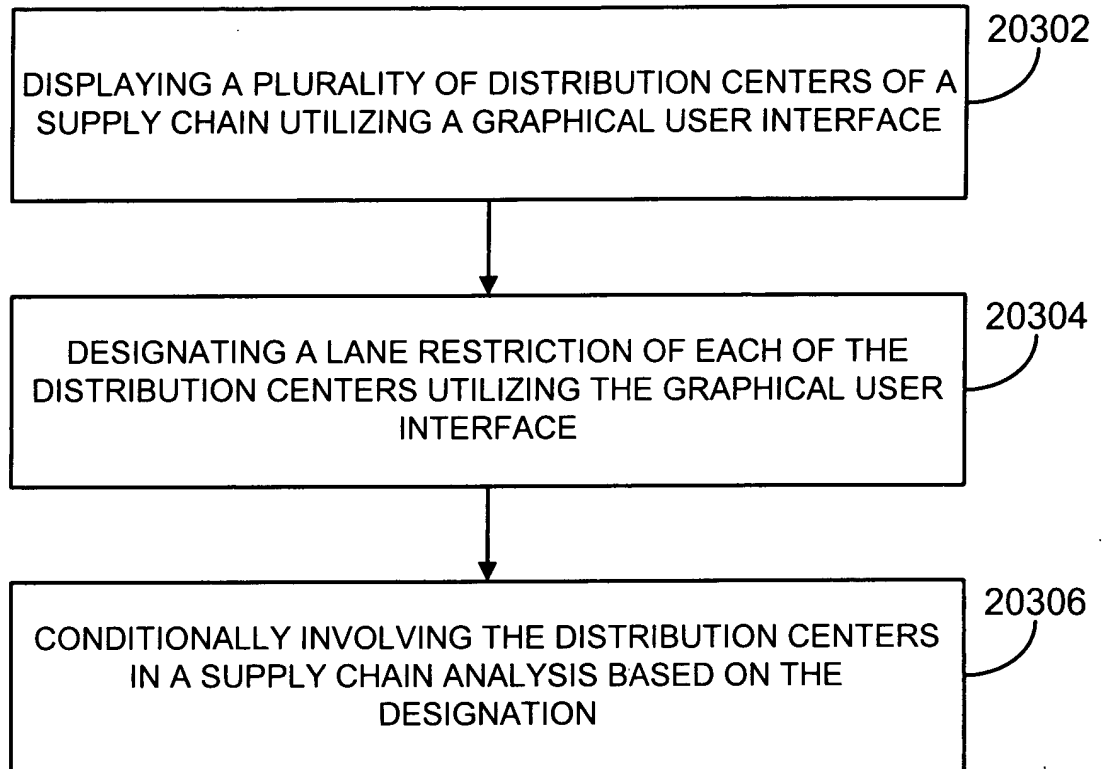 20302
DISPLAYING A PLURALITY OF DISTRIBUTION CENTERS OF A
SUPPLY CHAIN UTILIZING A GRAPHICAL USER INTERFACE
20304
DESIGNATING A LANE RESTRICTION OF EACH OF THE
DISTRIBUTION CENTERS UTILIZING THE GRAPHICAL USER
INTERFACE
20306
CONDITIONALLY INVOLVING THE DISTRIBUTION CENTERS
IN A SUPPLY CHAIN ANALYSIS BASED ON THE
DESIGNATION